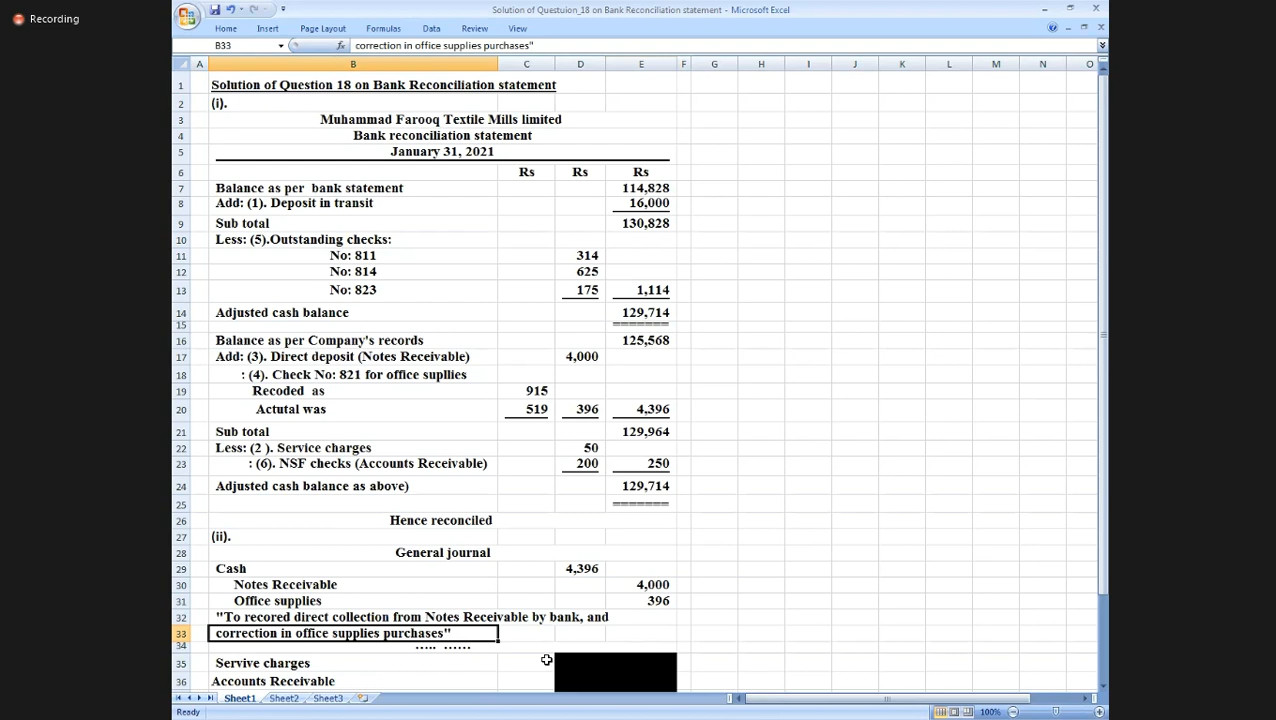 Recording
Solution of Questuion_18 on Bank Reconciliation statement - Microsoft Excel
Home Insert Page Layout Formulas Data Review View
B33 fx correction in office supplies purchases"
A B C D E F G H I J K L M N O
1 Solution of Question 18 on Bank Reconciliation statement
2 (i).
3 Muhammad Farooq Textile Mills limited
4 Bank reconciliation statement
5 January 31, 2021
6 Rs Rs Rs
7 Balance as per bank statement 114,828
8 Add: (1). Deposit in transit 16,000
9 Sub total 130,828
10 Less: (5).Outstanding checks:
11 No: 811 314
12 No: 814 625
13 No: 823 175 1,114
14 Adjusted cash balance 129,714
15 =======
16 Balance as per Company's records 125,568
17 Add: (3). Direct deposit (Notes Receivable) 4,000
18 : (4). Check No: 821 for office supllies
19 Recoded as 915
20 Actutal was 519 396 4,396
21 Sub total 129,964
22 Less: (2 ). Service charges 50
23 : (6). NSF checks (Accounts Receivable) 200 250
24 Adjusted cash balance as above) 129,714
25 =======
26 Hence reconciled
27 (ii).
28 General journal
29 Cash 4,396
30 Notes Receivable 4,000
31 Office supplies 396
32 "To recored direct collection from Notes Receivable by bank, and
33 correction in office supplies purchases"
34 ..... ......
35 Servive charges
36 Accounts Receivable
Sheet1 Sheet2 Sheet3
Ready 100%